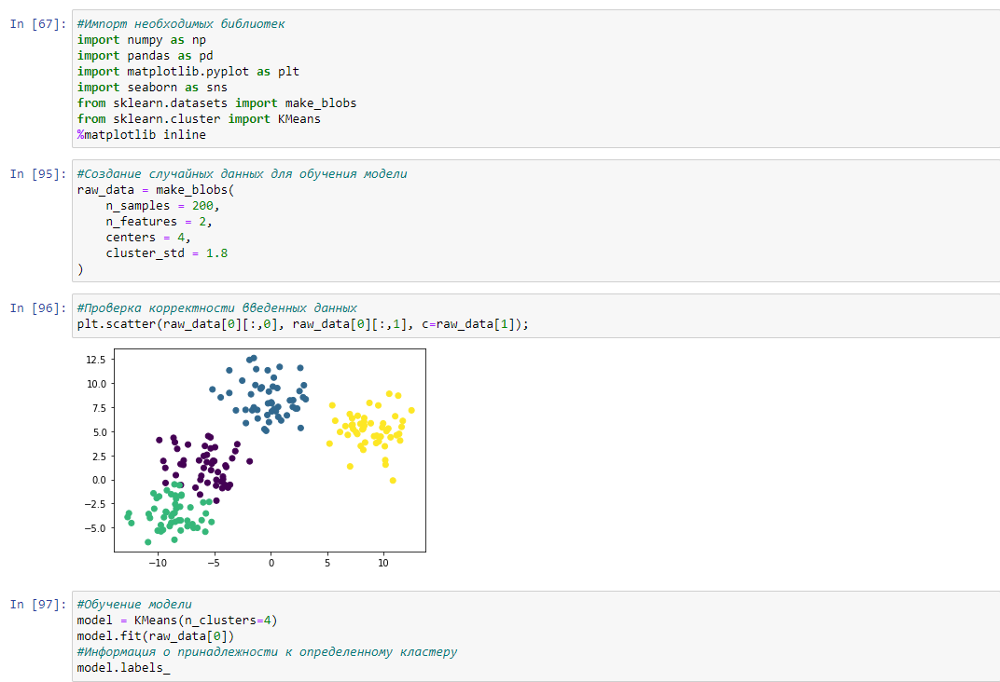 In [67]: #Импорт необходимых библиотек
import numpy as np
import pandas as pd
import matplotlib.pyplot as plt
import seaborn as sns
from sklearn.datasets import make_blobs
from sklearn.cluster import KMeans
%matplotlib inline
In [95]: #Создание случайных данных для обучения модели
raw_data = make_blobs(
    n_samples = 200,
    n_features = 2,
    centers = 4,
    cluster_std = 1.8
)
In [96]: #Проверка корректности введенных данных
plt.scatter(raw_data[0][:,0], raw_data[0][:,1], c=raw_data[1]);
12.5
10.0
7.5
5.0
2.5
0.0
−2.5
−5.0
−10 −5 0 5 10
In [97]: #Обучение модели
model = KMeans(n_clusters=4)
model.fit(raw_data[0])
#Информация о принадлежности к определенному кластеру
model.labels_